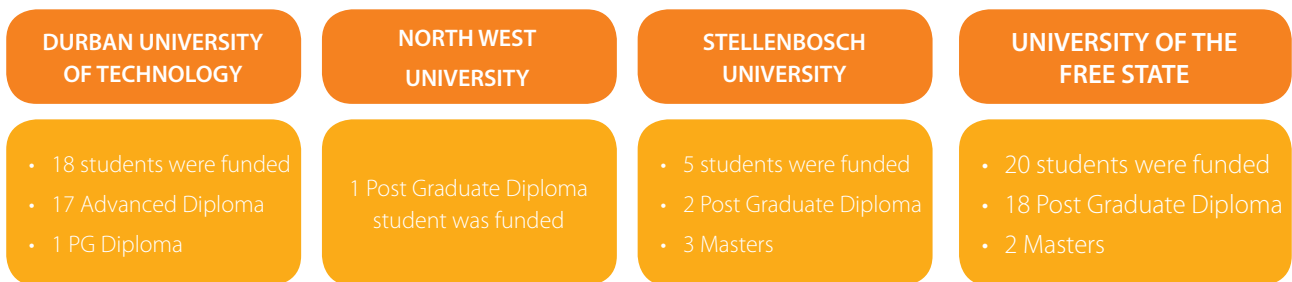 DURBAN UNIVERSITY
OF TECHNOLOGY
• 18 students were funded
• 17 Advanced Diploma
• 1 PG Diploma
NORTH WEST
UNIVERSITY
1 Post Graduate Diploma
student was funded
STELLENBOSCH
UNIVERSITY
• 5 students were funded
• 2 Post Graduate Diploma
• 3 Masters
UNIVERSITY OF THE
FREE STATE
• 20 students were funded
• 18 Post Graduate Diploma
• 2 Masters